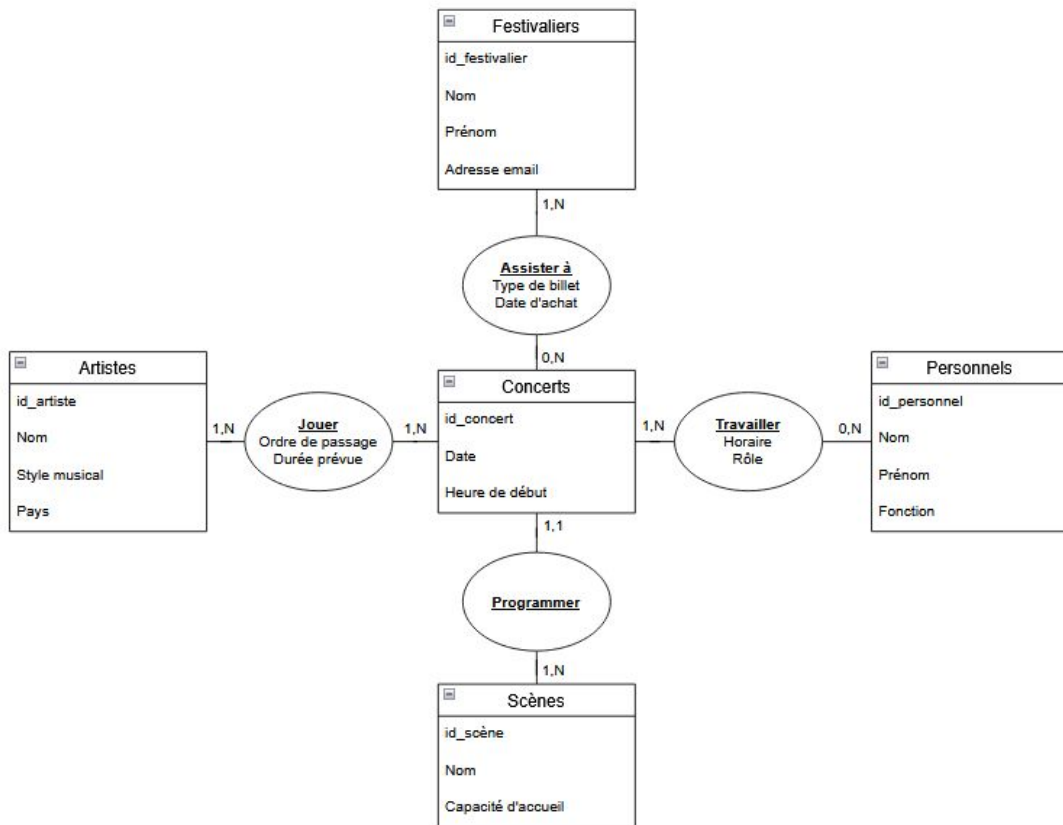 Festivaliers
id_festivalier
Nom
Prénom
Adresse email
1,N
Assister à
Type de billet
Date d'achat
0,N
Artistes
id_artiste
Nom
Style musical
Pays
1,N
Jouer
Ordre de passage
Durée prévue
1,N
Concerts
id_concert
Date
Heure de début
1,N
Travailler
Horaire
Rôle
0,N
Personnels
id_personnel
Nom
Prénom
Fonction
1,1
Programmer
1,N
Scènes
id_scène
Nom
Capacité d'accueil